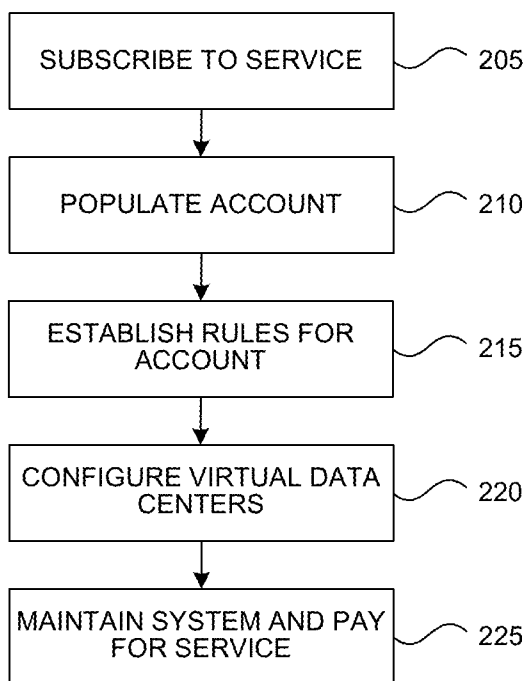 SUBSCRIBE TO SERVICE
205
POPULATE ACCOUNT
210
ESTABLISH RULES FOR
ACCOUNT
215
CONFIGURE VIRTUAL DATA
CENTERS
220
MAINTAIN SYSTEM AND PAY
FOR SERVICE
225